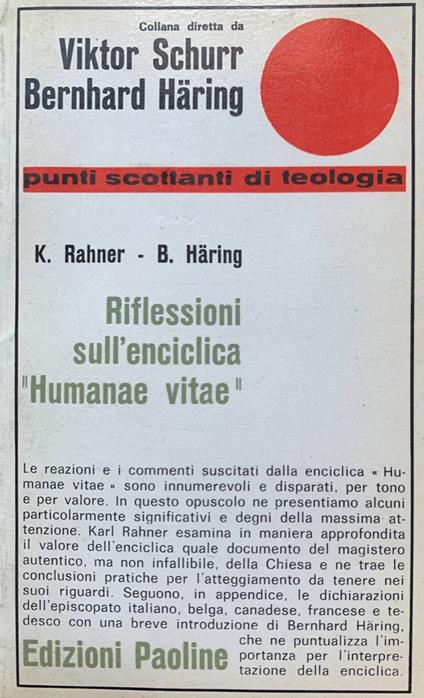 Collana diretta da
Viktor Schurr
Bernhard Häring
punti scottanti di teologia
K. Rahner - B. Häring
Riflessioni
sull'enciclica
"Humanae vitae"
Le reazioni e i commenti suscitati dalla enciclica « Hu-
manae vitae » sono innumerevoli e disparati, per tono
e per valore. In questo opuscolo ne presentiamo alcuni
particolarmente significativi e degni della massima at-
tenzione. Karl Rahner esamina in maniera approfondita
il valore dell'enciclica quale documento del magistero
autentico, ma non infallibile, della Chiesa e ne trae le
conclusioni pratiche per l'atteggiamento da tenere nei
suoi riguardi. Seguono, in appendice, le dichiarazioni
dell'episcopato italiano, belga, canadese, francese e te-
desco con una breve introduzione di Bernhard Häring,
che ne puntualizza l'im-
portanza per l'interpre-
tazione della enciclica.
Edizioni Paoline